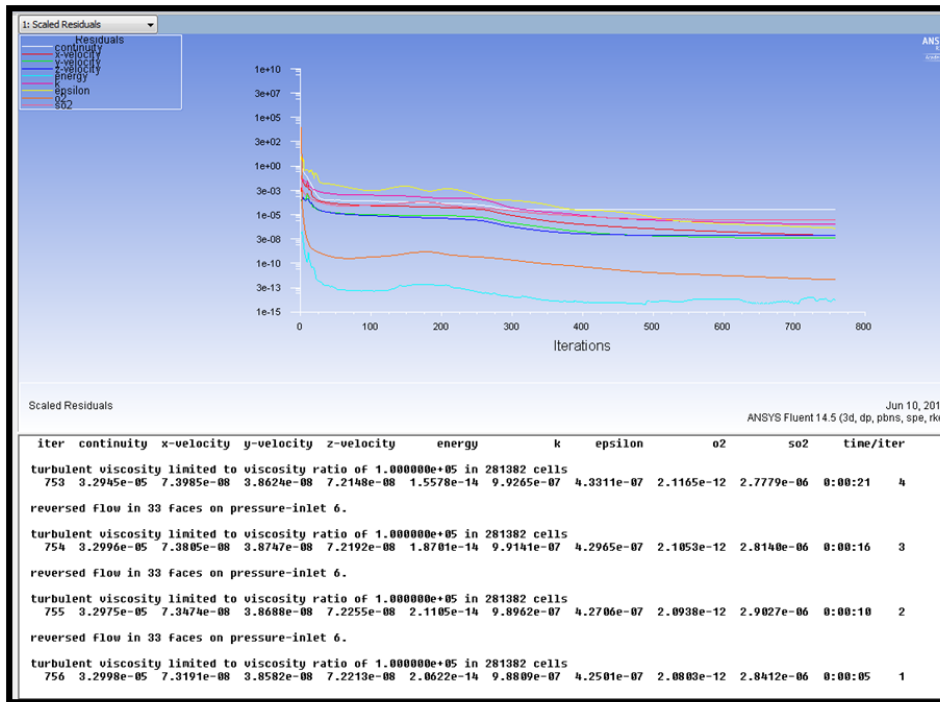 1: Scaled Residuals
Residuals
continuity
x-velocity
y-velocity
z-velocity
energy
k
epsilon
o2
so2
ANS
1e+10
3e+07
1e+05
3e+02
1e+00
3e-03
1e-05
3e-08
1e-10
3e-13
1e-15
0 100 200 300 400 500 600 700 800
Iterations
Scaled Residuals
Jun 10, 201
ANSYS Fluent 14.5 (3d, dp, pbns, spe, rke
iter continuity x-velocity y-velocity z-velocity energy k epsilon o2 so2 time/iter
turbulent viscosity limited to viscosity ratio of 1.000000e+05 in 281382 cells
753 3.2945e-05 7.3985e-08 3.8624e-08 7.2148e-08 1.5578e-14 9.9265e-07 4.3311e-07 2.1165e-12 2.7779e-06 0:00:21 4
reversed flow in 33 faces on pressure-inlet 6.
turbulent viscosity limited to viscosity ratio of 1.000000e+05 in 281382 cells
754 3.2996e-05 7.3805e-08 3.8747e-08 7.2192e-08 1.8701e-14 9.9141e-07 4.2965e-07 2.1053e-12 2.8140e-06 0:00:16 3
reversed flow in 33 faces on pressure-inlet 6.
turbulent viscosity limited to viscosity ratio of 1.000000e+05 in 281382 cells
755 3.2975e-05 7.3474e-08 3.8688e-08 7.2255e-08 2.1105e-14 9.8962e-07 4.2706e-07 2.0938e-12 2.9027e-06 0:00:10 2
reversed flow in 33 faces on pressure-inlet 6.
turbulent viscosity limited to viscosity ratio of 1.000000e+05 in 281382 cells
756 3.2998e-05 7.3191e-08 3.8582e-08 7.2213e-08 2.0622e-14 9.8809e-07 4.2501e-07 2.0803e-12 2.8412e-06 0:00:05 1